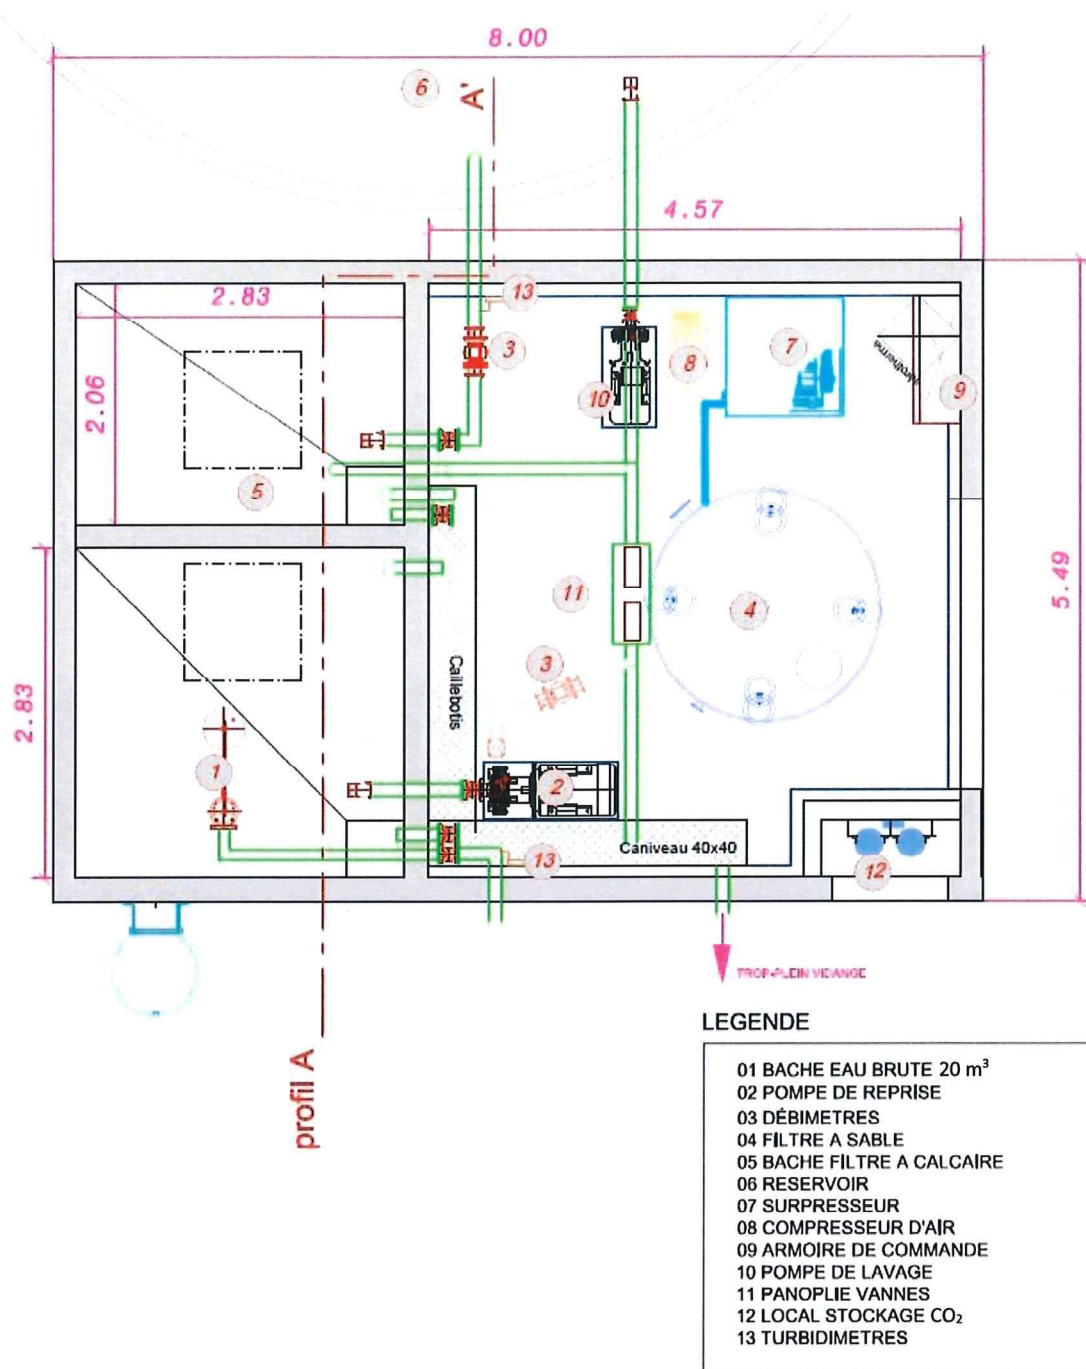 8.00
6
A'
4.57
2.83
13
3
7
8
aérotherme
9
10
2.06
5
5.49
11
4
3
Caillebotis
2.83
1
2
Caniveau 40x40
13
12
TROP-PLEIN VIDANGE
profil A
LEGENDE
01 BACHE EAU BRUTE 20 m³
02 POMPE DE REPRISE
03 DÉBIMETRES
04 FILTRE A SABLE
05 BACHE FILTRE A CALCAIRE
06 RESERVOIR
07 SURPRESSEUR
08 COMPRESSEUR D'AIR
09 ARMOIRE DE COMMANDE
10 POMPE DE LAVAGE
11 PANOPLIE VANNES
12 LOCAL STOCKAGE CO₂
13 TURBIDIMETRES